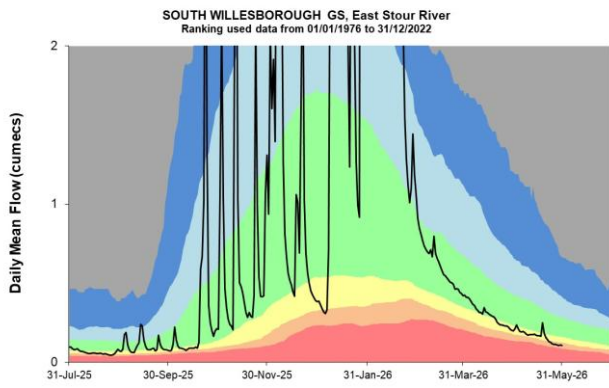 SOUTH WILLESBOROUGH GS, East Stour River
Ranking used data from 01/01/1976 to 31/12/2022
Daily Mean Flow (cumecs)
2
1
0
31-Jul-25 30-Sep-25 30-Nov-25 31-Jan-26 31-Mar-26 31-May-26